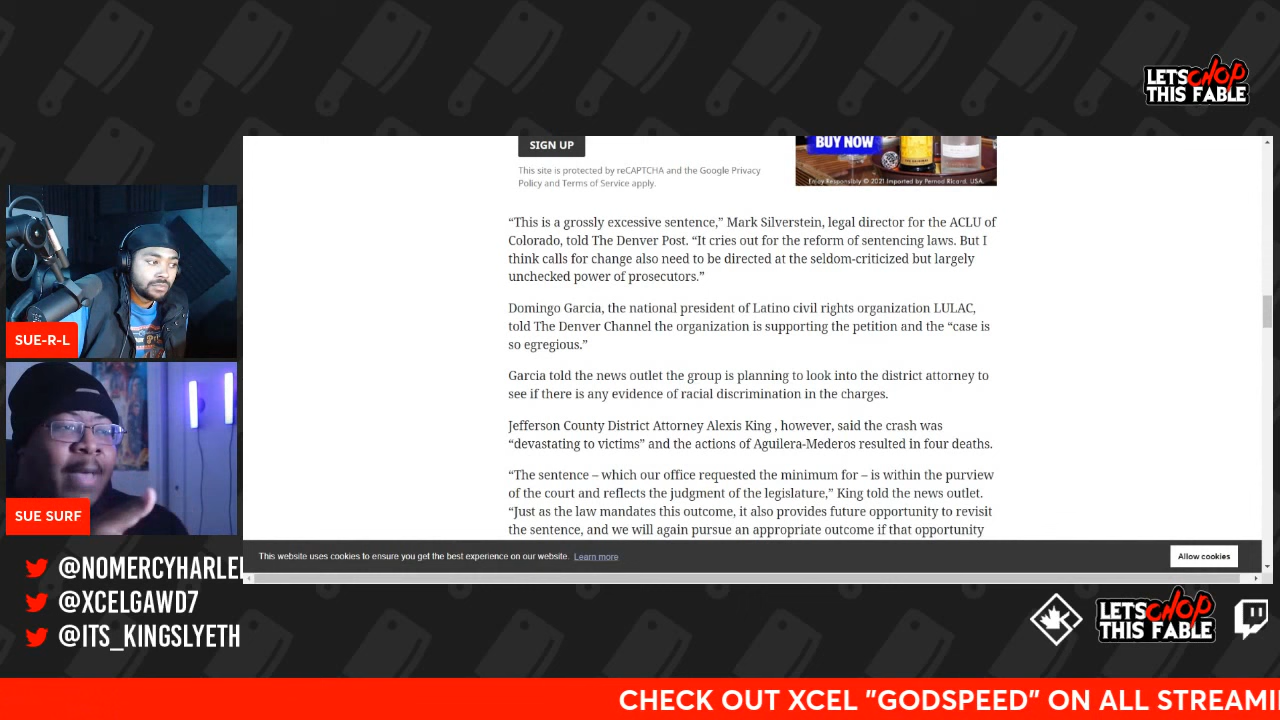 LETS CHOP
THIS FABLE
SIGN UP
BUY NOW
This site is protected by reCAPTCHA and the Google Privacy
Policy and Terms of Service apply.
Enjoy Responsibly © 2021 Imported by Pernod Ricard, USA.
“This is a grossly excessive sentence,” Mark Silverstein, legal director for the ACLU of
Colorado, told The Denver Post. “It cries out for the reform of sentencing laws. But I
think calls for change also need to be directed at the seldom-criticized but largely
unchecked power of prosecutors.”
Domingo Garcia, the national president of Latino civil rights organization LULAC,
told The Denver Channel the organization is supporting the petition and the “case is
so egregious.”
Garcia told the news outlet the group is planning to look into the district attorney to
see if there is any evidence of racial discrimination in the charges.
Jefferson County District Attorney Alexis King , however, said the crash was
“devastating to victims” and the actions of Aguilera-Mederos resulted in four deaths.
“The sentence – which our office requested the minimum for – is within the purview
of the court and reflects the judgment of the legislature,” King told the news outlet.
“Just as the law mandates this outcome, it also provides future opportunity to revisit
the sentence, and we will again pursue an appropriate outcome if that opportunity
This website uses cookies to ensure you get the best experience on our website. Learn more
Allow cookies
SUE-R-L
SUE SURF
@NOMERCYHARLE
@XCELGAWD7
@ITS_KINGSLYETH
LETS CHOP
THIS FABLE
CHECK OUT XCEL "GODSPEED" ON ALL STREAMI